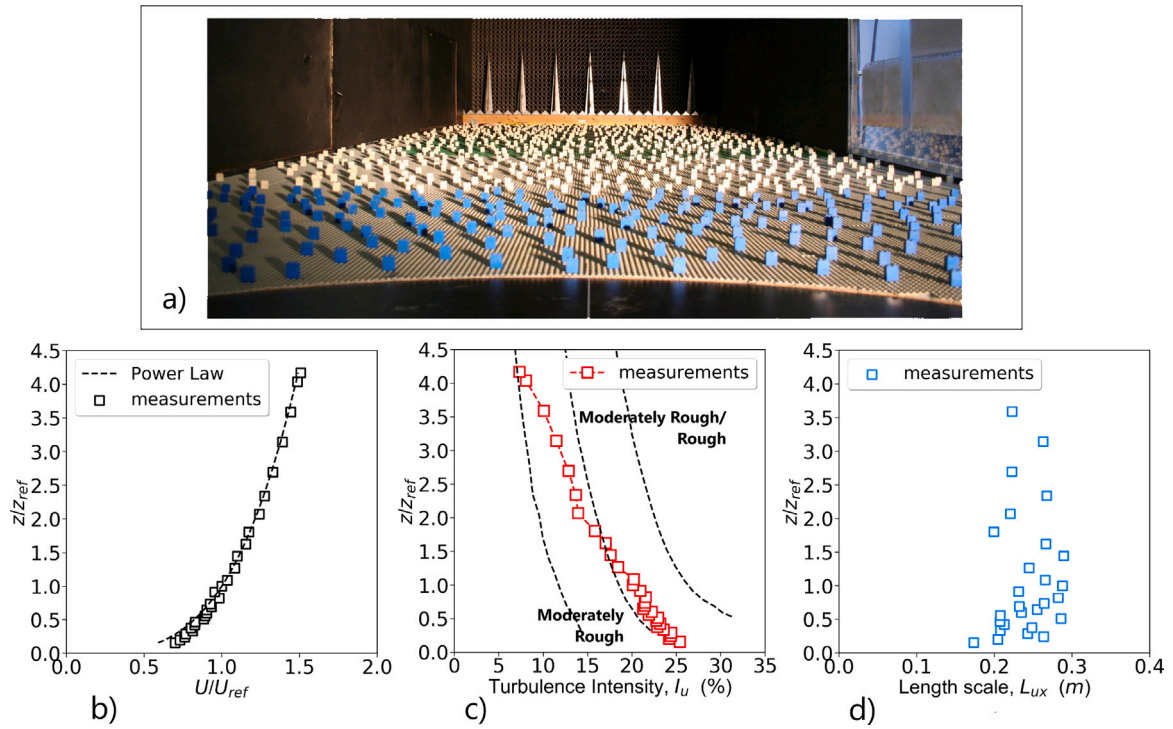 a)
4.5
4.0
3.5
3.0
2.5
2.0
1.5
1.0
0.5
0.0
z/z_ref
Power Law
measurements
0.0 0.5 1.0 1.5 2.0
U/U_ref
b)
4.5
4.0
3.5
3.0
2.5
2.0
1.5
1.0
0.5
0.0
z/z_ref
measurements
Moderately Rough/
Rough
Moderately
Rough
0 5 10 15 20 25 30 35
Turbulence Intensity, I_u (%)
c)
4.5
4.0
3.5
3.0
2.5
2.0
1.5
1.0
0.5
0.0
z/z_ref
measurements
0.0 0.1 0.2 0.3 0.4
Length scale, L_ux (m)
d)